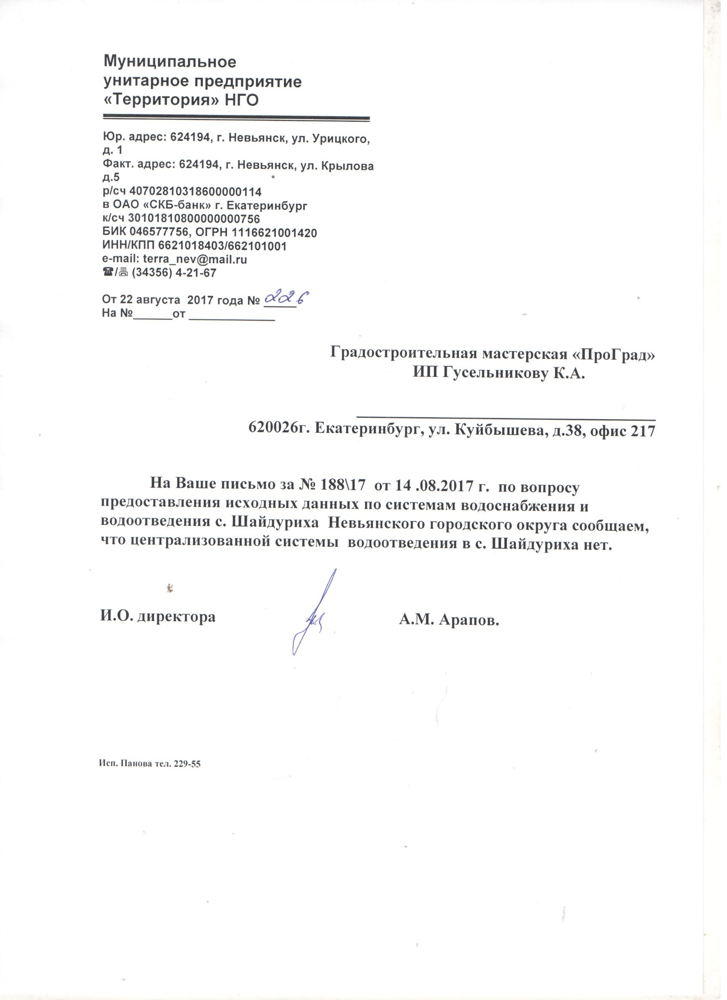 Муниципальное
унитарное предприятие
«Территория» НГО
Юр. адрес: 624194, г. Невьянск, ул. Урицкого,
д. 1
Факт. адрес: 624194, г. Невьянск, ул. Крылова
д.5
р/сч 40702810318600000114
в ОАО «СКБ-банк» г. Екатеринбург
к/сч 30101810800000000756
БИК 046577756, ОГРН 1116621001420
ИНН/КПП 6621018403/662101001
e-mail: terra_nev@mail.ru
☎/🖷 (34356) 4-21-67
От 22 августа 2017 года № 226
На №______от _____________
Градостроительная мастерская «ПроГрад»
ИП Гусельникову К.А.
620026г. Екатеринбург, ул. Куйбышева, д.38, офис 217
На Ваше письмо за № 188\17 от 14 .08.2017 г. по вопросу
предоставления исходных данных по системам водоснабжения и
водоотведения с. Шайдуриха Невьянского городского округа сообщаем,
что централизованной системы водоотведения в с. Шайдуриха нет.
И.О. директора А.М. Арапов.
Исп. Панова тел. 229-55